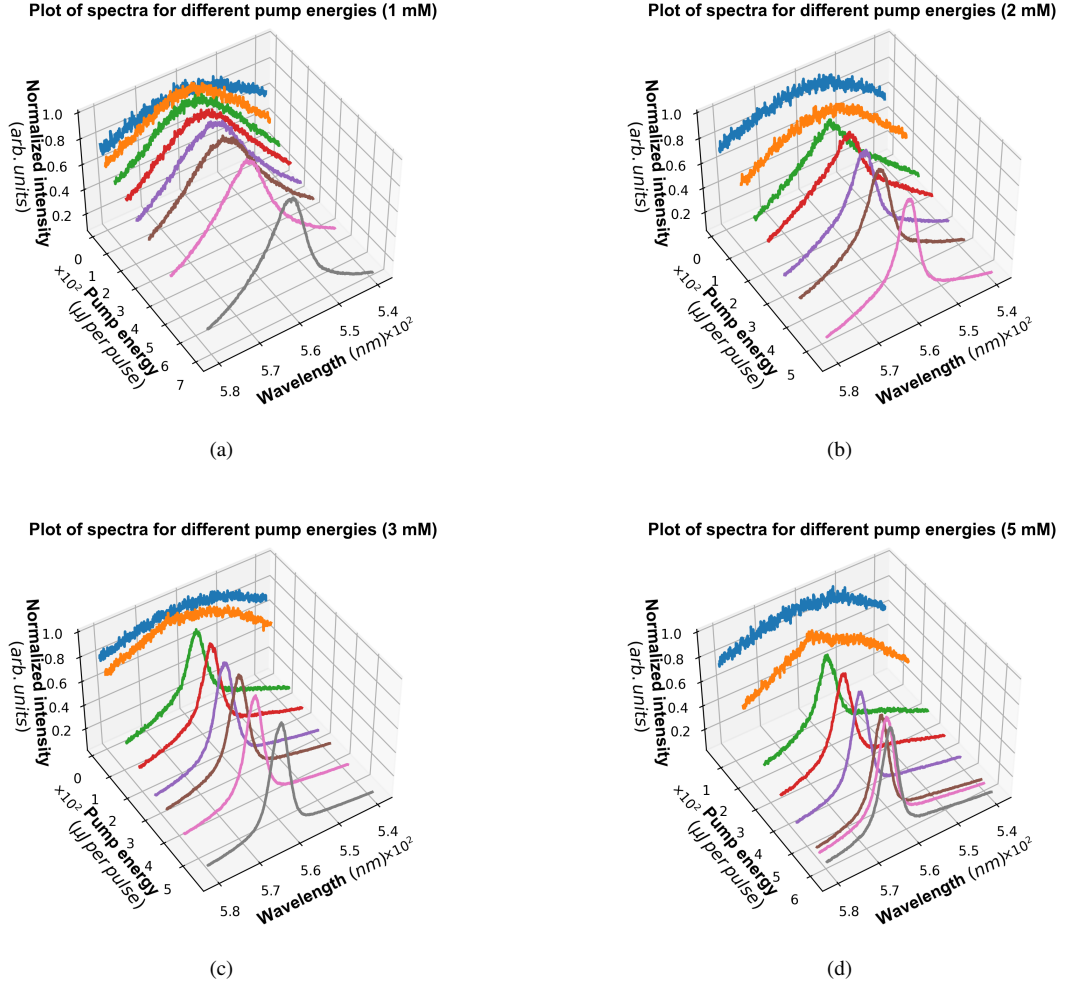 Plot of spectra for different pump energies (1 mM)
Normalized intensity
(arb. units)
1.0
0.8
0.6
0.4
0.2
0
1
2
3
4
5
6
7
×10²
Pump energy
(μJ per pulse)
5.8
5.7
5.6
5.5
5.4
Wavelength (nm)×10²
(a)
Plot of spectra for different pump energies (2 mM)
Normalized intensity
(arb. units)
1.0
0.8
0.6
0.4
0.2
0
1
2
3
4
5
×10²
Pump energy
(μJ per pulse)
5.8
5.7
5.6
5.5
5.4
Wavelength (nm)×10²
(b)
Plot of spectra for different pump energies (3 mM)
Normalized intensity
(arb. units)
1.0
0.8
0.6
0.4
0.2
0
1
2
3
4
5
×10²
Pump energy
(μJ per pulse)
5.8
5.7
5.6
5.5
5.4
Wavelength (nm)×10²
(c)
Plot of spectra for different pump energies (5 mM)
Normalized intensity
(arb. units)
1.0
0.8
0.6
0.4
0.2
1
2
3
4
5
6
×10²
Pump energy
(μJ per pulse)
5.8
5.7
5.6
5.5
5.4
Wavelength (nm)×10²
(d)